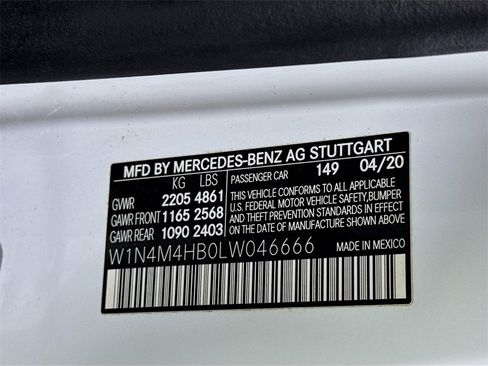 MFD BY MERCEDES-BENZ AG STUTTGART
KG LBS PASSENGER CAR 149 04/20
GVWR 2205 4861
GAWR FRONT 1165 2568
GAWR REAR 1090 2403
THIS VEHICLE CONFORMS TO ALL APPLICABLE
U.S. FEDERAL MOTOR VEHICLE SAFETY, BUMPER
AND THEFT PREVENTION STANDARDS IN EFFECT
ON THE DATE OF MANUFACTURE SHOWN ABOVE.
W1N4M4HB0LW046666 MADE IN MEXICO